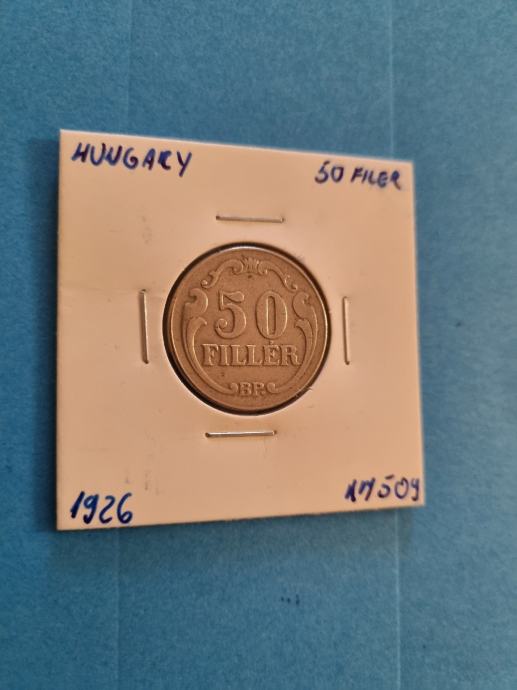 HUNGARY
50 FILER
50
FILLÉR
BP.
1926
KM509